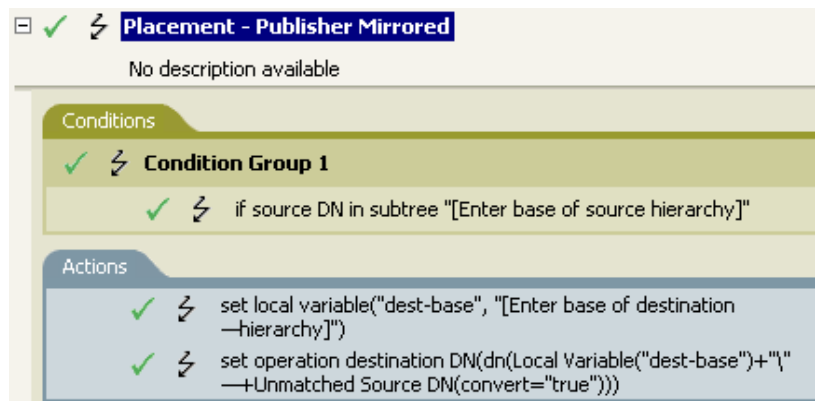 Placement - Publisher Mirrored
No description available
Conditions
Condition Group 1
if source DN in subtree "[Enter base of source hierarchy]"
Actions
set local variable("dest-base", "[Enter base of destination
—hierarchy]")
set operation destination DN(dn(Local Variable("dest-base")+"\"
—+Unmatched Source DN(convert="true")))